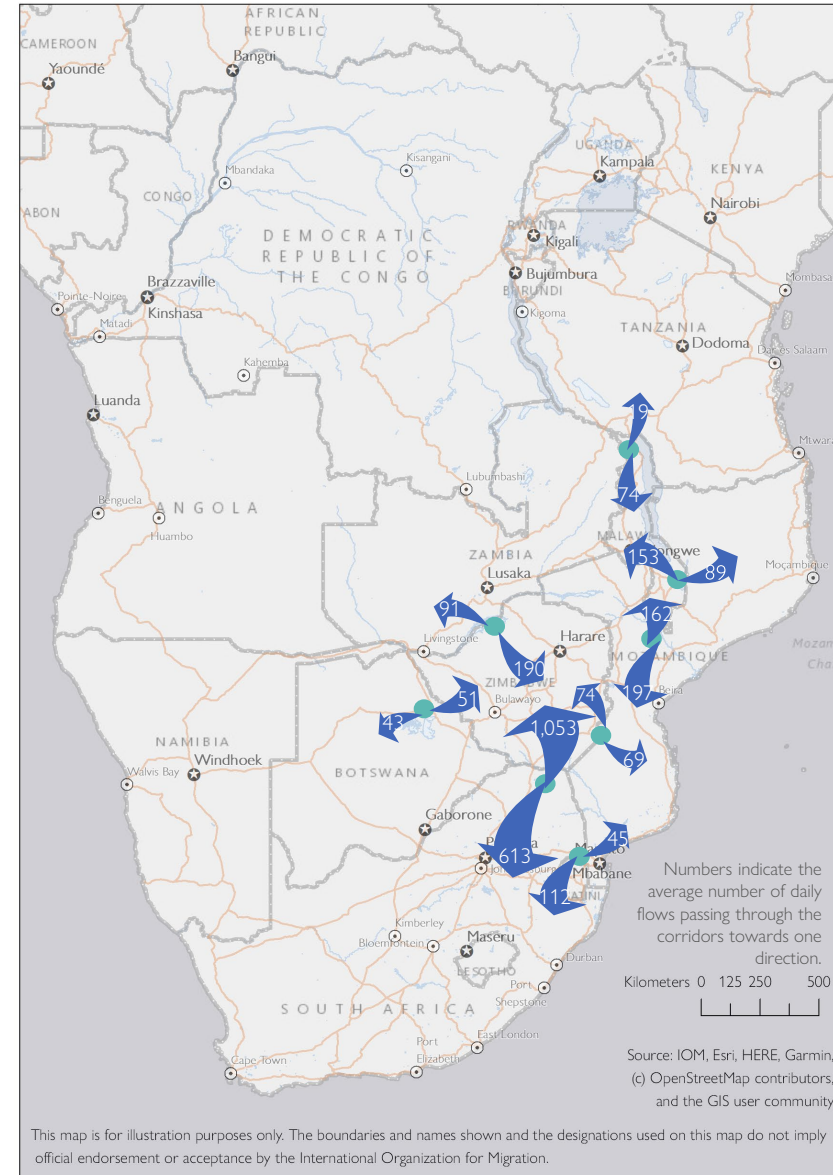 AFRICAN
REPUBLIC
CAMEROON
Bangui
Yaoundé
Kisangani
UGANDA
Kampala
KENYA
Mbandaka
CONGO
Nairobi
ABON
DEMOCRATIC
REPUBLIC OF
THE CONGO
RWANDA
Kigali
Bujumbura
BURUNDI
Brazzaville
Kinshasa
Pointe-Noire
Matadi
Mombasa
Kigoma
TANZANIA
Dodoma
Dar es Salaam
Kahemba
Luanda
19
Mtwara
Lubumbashi
74
Benguela
ANGOLA
Huambo
MALAW
ZAMBIA
ongwe
153
89
Moçambique
Lusaka
91
162
Livingstone
Harare
MOZAMBIQUE
Mozam
Cha
190
ZIMBABWE
197
Beira
51
74
Bulawayo
43
1,053
NAMIBIA
Windhoek
69
BOTSWANA
Walvis Bay
Gaborone
45
613
Mbabane
112
Kimberley
Bloemfontein
Maseru
LESOTHO
Durban
Port
Shepstone
SOUTH AFRICA
East London
Port
Elizabeth
Cape Town
Numbers indicate the
average number of daily
flows passing through the
corridors towards one
direction.
Kilometers 0 125 250 500
Source: IOM, Esri, HERE, Garmin,
(c) OpenStreetMap contributors,
and the GIS user community
This map is for illustration purposes only. The boundaries and names shown and the designations used on this map do not imply
official endorsement or acceptance by the International Organization for Migration.